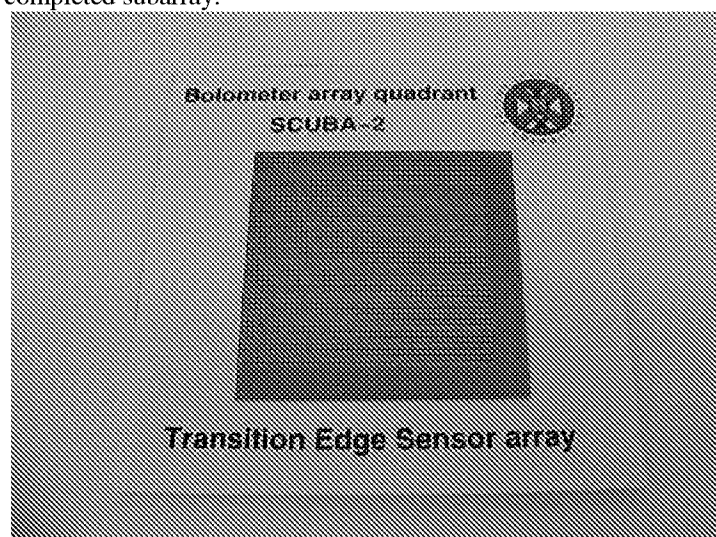 completed subarray.
Bolometer array quadrant
SCUBA-2
Transition Edge Sensor array